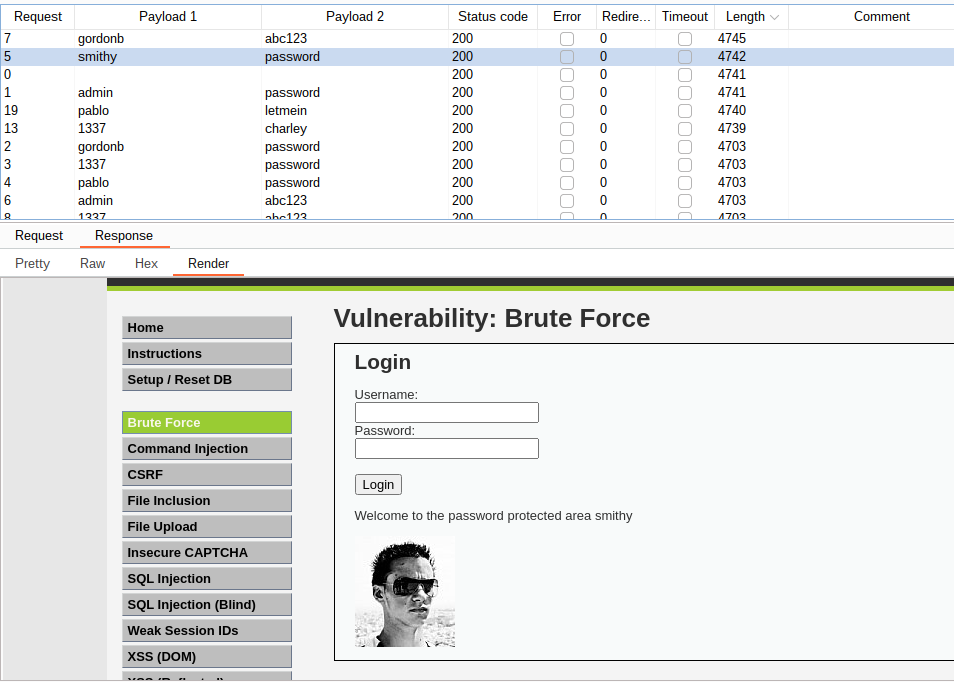 Request Payload 1 Payload 2 Status code Error Redire... Timeout Length Comment
7 gordonb abc123 200 0 4745
5 smithy password 200 0 4742
0 200 0 4741
1 admin password 200 0 4741
19 pablo letmein 200 0 4740
13 1337 charley 200 0 4739
2 gordonb password 200 0 4703
3 1337 password 200 0 4703
4 pablo password 200 0 4703
6 admin abc123 200 0 4703
8 1337 abc123 200 0 4703
Request Response
Pretty Raw Hex Render
Vulnerability: Brute Force
Home
Instructions
Setup / Reset DB
Brute Force
Command Injection
CSRF
File Inclusion
File Upload
Insecure CAPTCHA
SQL Injection
SQL Injection (Blind)
Weak Session IDs
XSS (DOM)
XSS (Reflected)
Login
Username:
Password:
Login
Welcome to the password protected area smithy